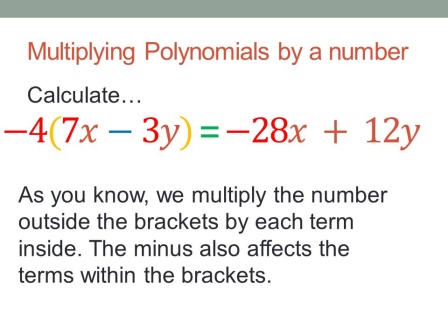 Multiplying Polynomials by a number
Calculate…
−4(7x − 3y) = −28x + 12y
As you know, we multiply the number
outside the brackets by each term
inside. The minus also affects the
terms within the brackets.